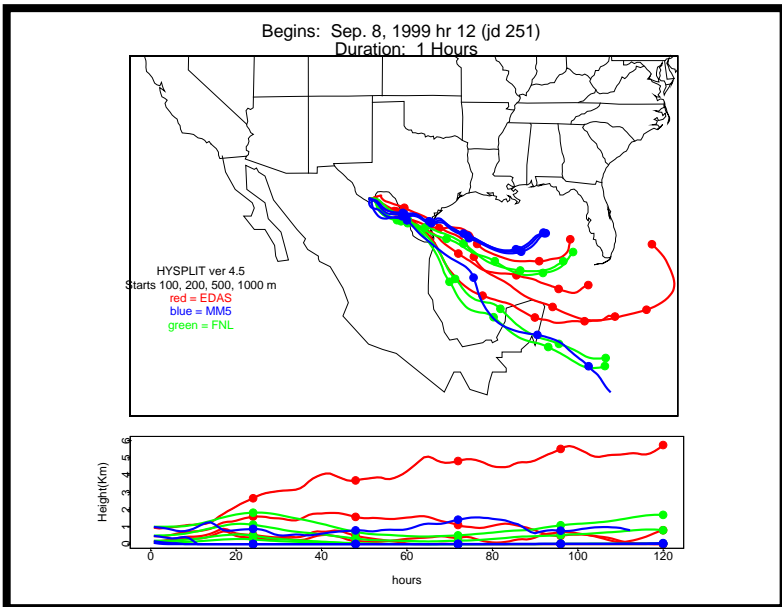 Begins: Sep. 8, 1999 hr 12 (jd 251)
Duration: 1 Hours
HYSPLIT ver 4.5
Starts 100, 200, 500, 1000 m
red = EDAS
blue = MM5
green = FNL
Height(Km)
6
5
4
3
2
1
0
0 20 40 60 80 100 120
hours